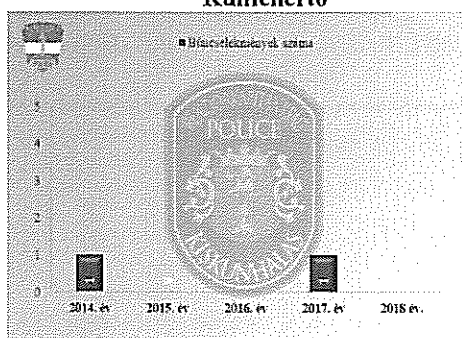 ■ Bűncselekmények száma
5
4
POLICE
3
2
KISKUNHALAS
1
0
2014. év 2015. év 2016. év 2017. év 2018 év.